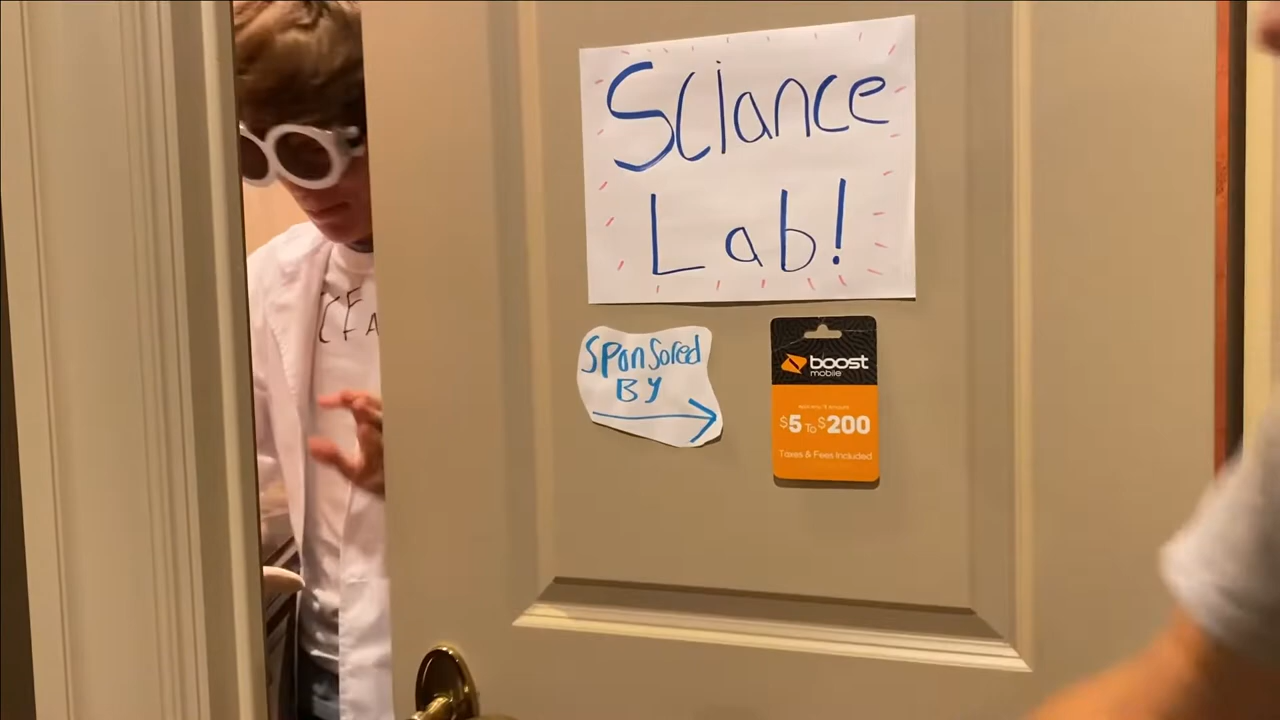 Sciance
Lab!
Sponsored
By
boost
mobile
$5 To $200
Taxes & Fees Included